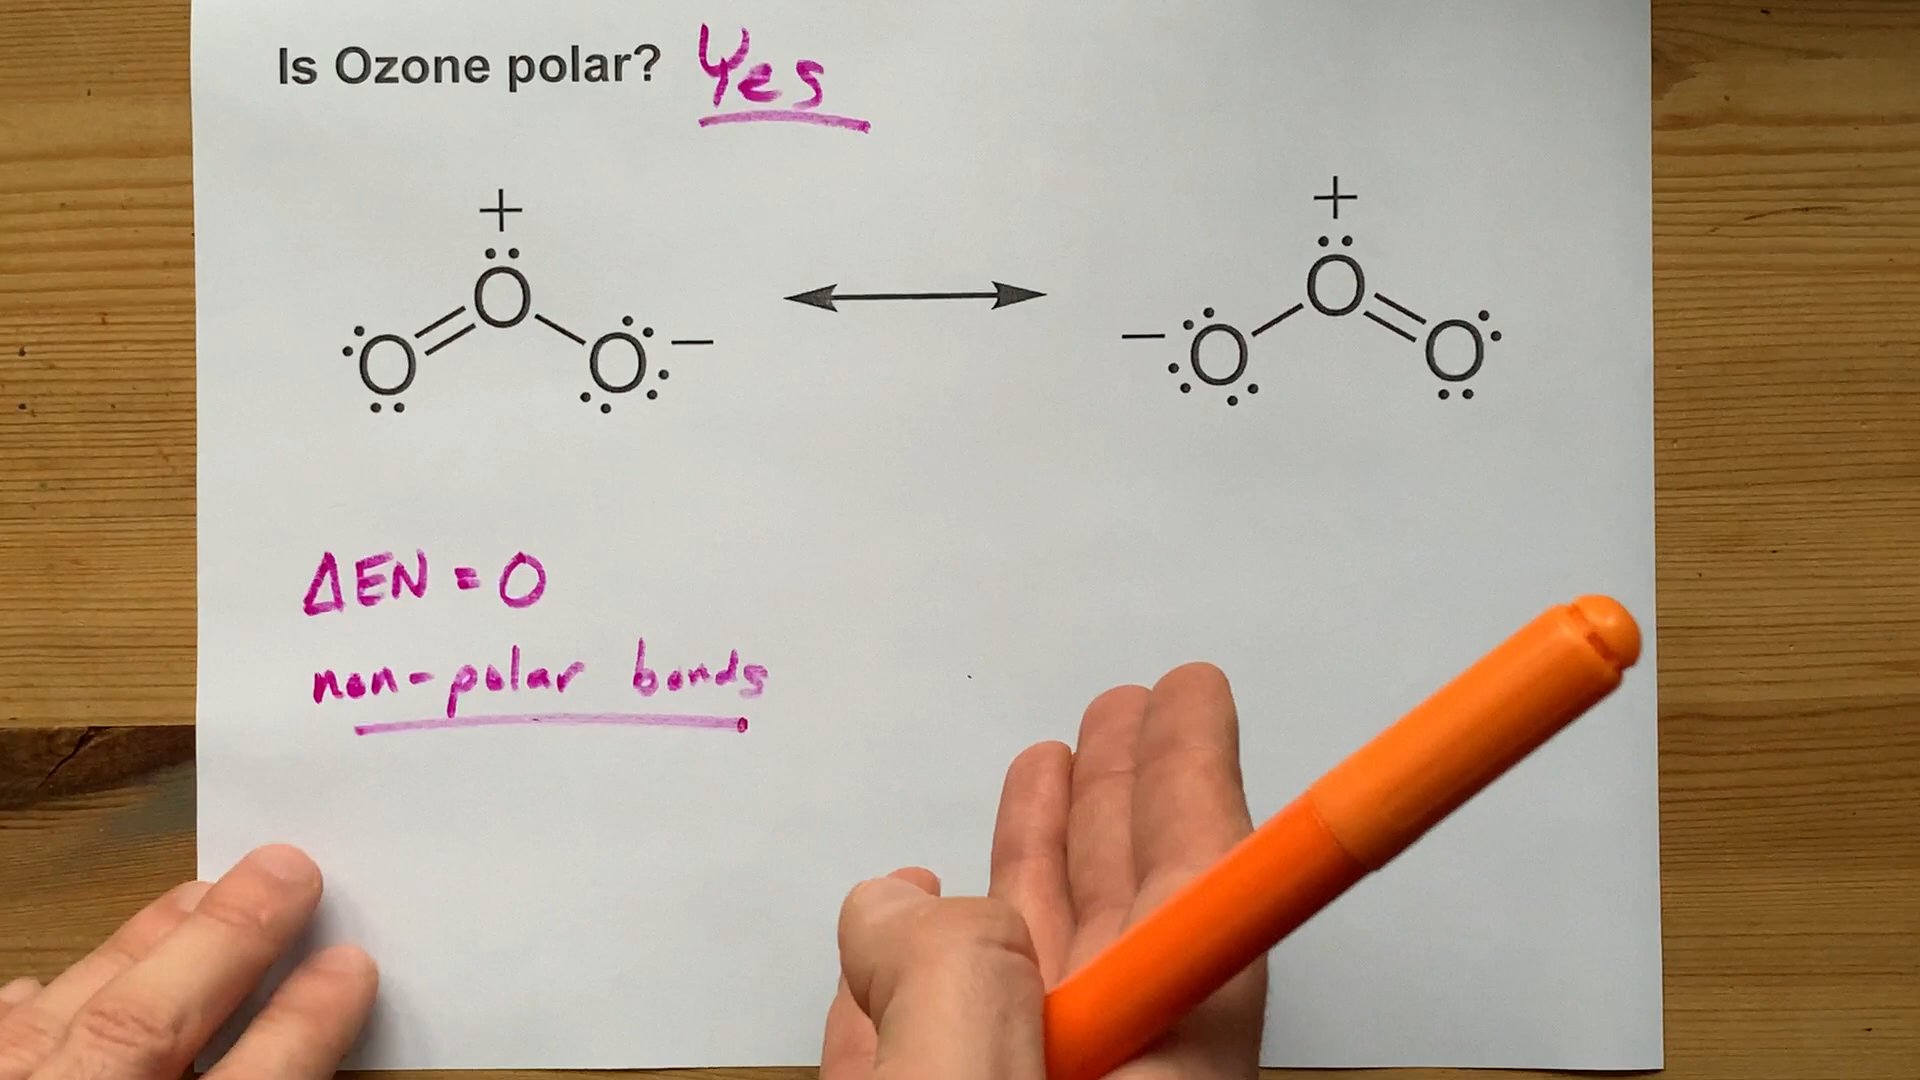 Is Ozone polar? Yes
+ +
O O
O O − − O O
ΔEN = 0
non-polar bonds